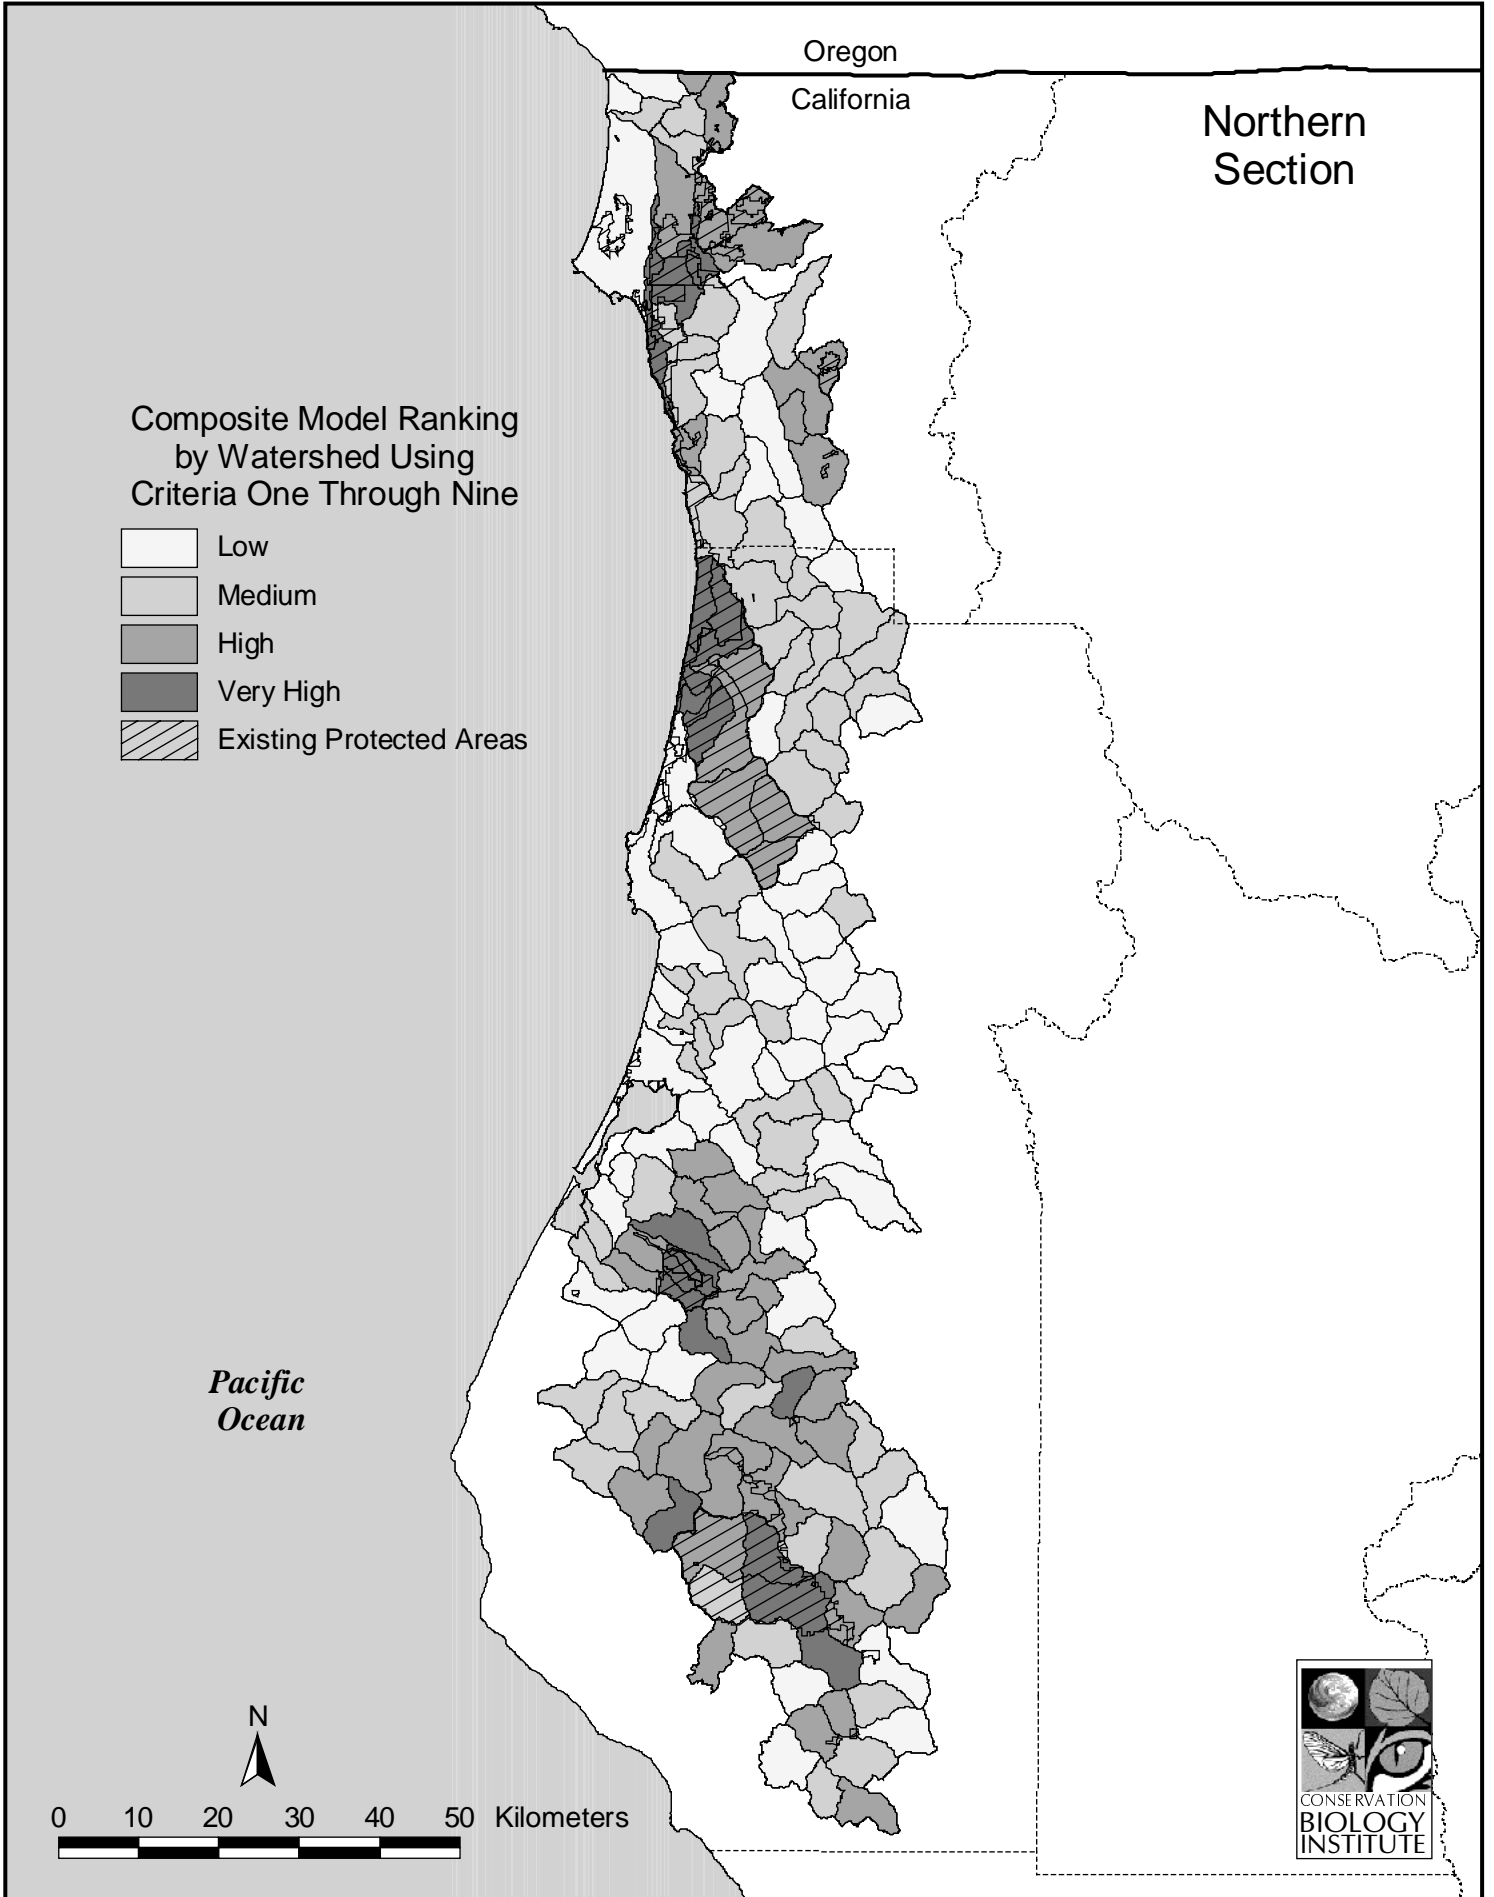 Oregon
California
Northern
Section
Composite Model Ranking
by Watershed Using
Criteria One Through Nine
Low
Medium
High
Very High
Existing Protected Areas
Pacific
Ocean
N
0 10 20 30 40 50 Kilometers
CONSERVATION
BIOLOGY
INSTITUTE